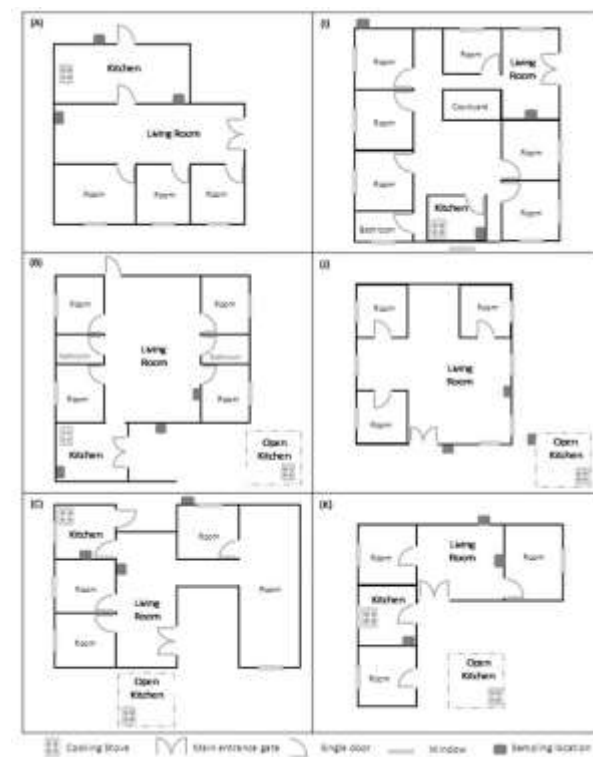 (A)
Kitchen
Living Room
Room
Room
Room
(I)
Room
Room
Living
Room
Room
Courtyard
Room
Room
Kitchen
Room
Bathroom
(B)
Room
Room
Bathroom
Bathroom
Living
Room
Room
Room
Kitchen
Open
Kitchen
(J)
Room
Room
Living
Room
Room
Open
Kitchen
(C)
Kitchen
Room
Room
Room
Living
Room
Room
Open
Kitchen
(K)
Room
Living
Room
Room
Kitchen
Room
Open
Kitchen
Cooking Stove
Main entrance gate
Single door
Window
Sampling location